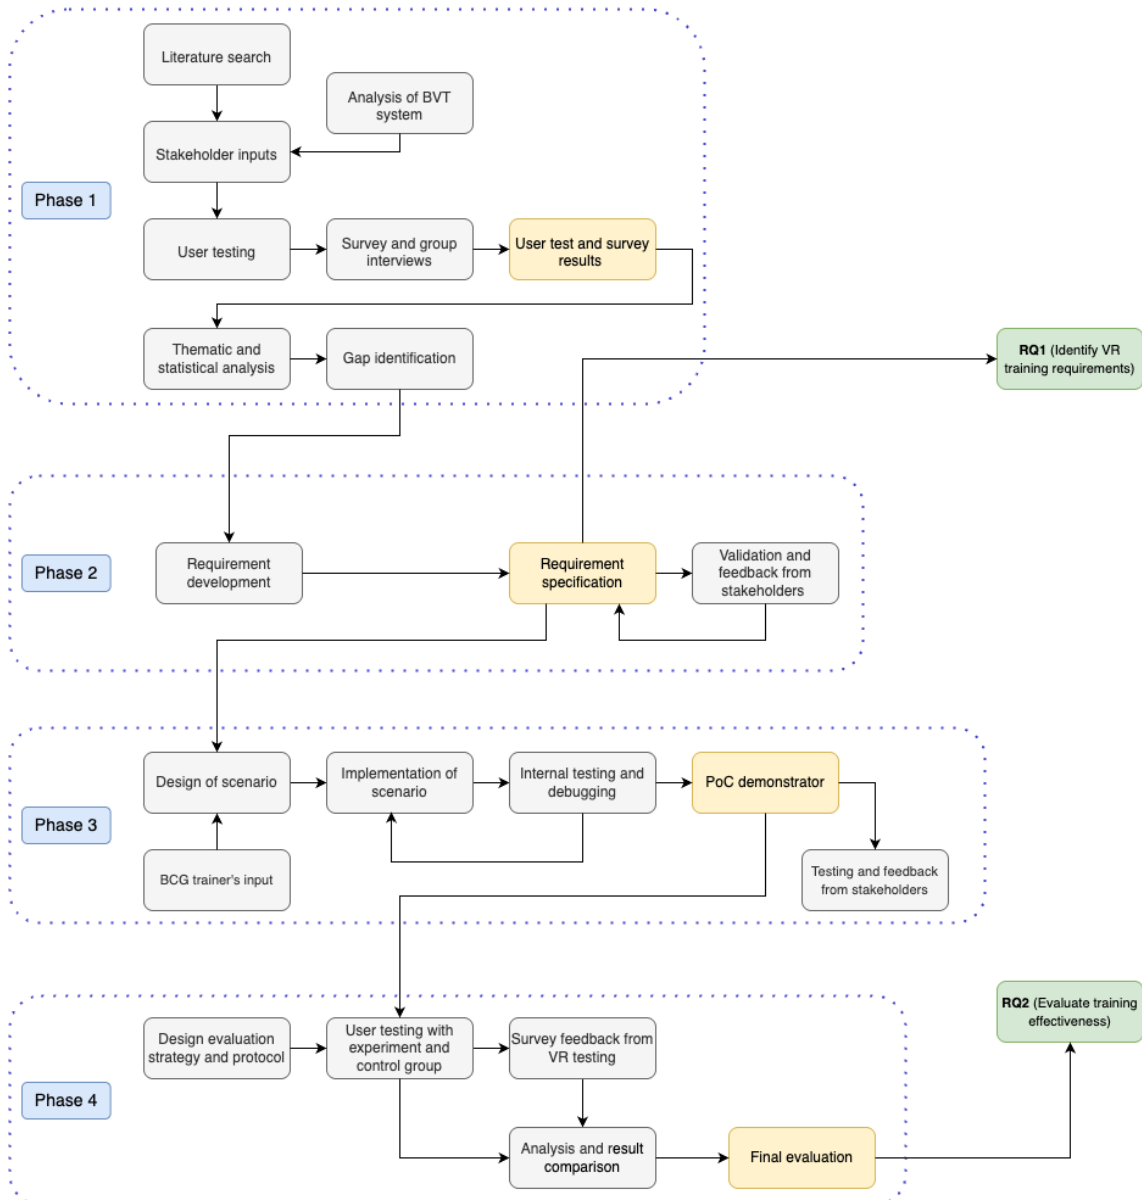 Literature search
Analysis of BVT
system
Stakeholder inputs
Phase 1
User testing
Survey and group
interviews
User test and survey
results
Thematic and
statistical analysis
Gap identification
RQ1 (Identify VR
training requirements)
Phase 2
Requirement
development
Requirement
specification
Validation and
feedback from
stakeholders
Phase 3
Design of scenario
Implementation of
scenario
Internal testing and
debugging
PoC demonstrator
BCG trainer's input
Testing and feedback
from stakeholders
RQ2 (Evaluate training
effectiveness)
Phase 4
Design evaluation
strategy and protocol
User testing with
experiment and
control group
Survey feedback from
VR testing
Analysis and result
comparison
Final evaluation